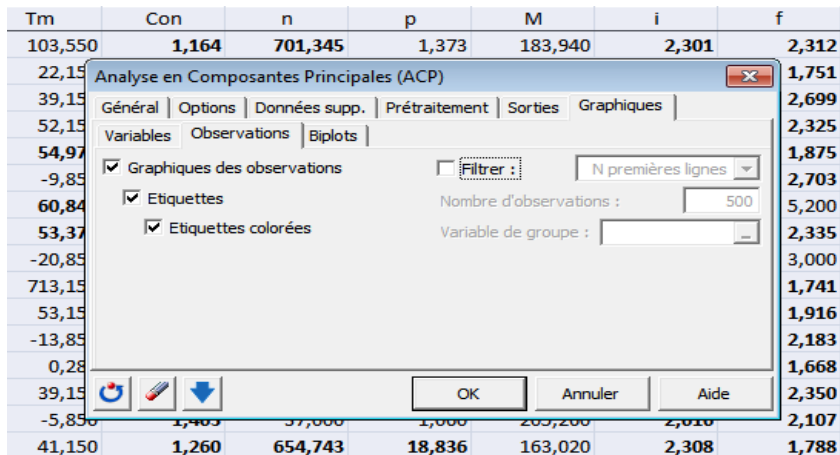 Tm Con n p M i f
103,550 1,164 701,345 1,373 183,940 2,301 2,312
22,15 1,751
Analyse en Composantes Principales (ACP)
39,15 2,699
Général Options Données supp. Prétraitement Sorties Graphiques
52,15 2,325
Variables Observations Biplots
54,97 1,875
Graphiques des observations Filtrer : N premières lignes
-9,85 2,703
Etiquettes Nombre d'observations : 500
60,84 5,200
Etiquettes colorées Variable de groupe :
53,37 2,335
-20,85 3,000
713,15 1,741
53,15 1,916
-13,85 2,183
0,28 1,668
OK Annuler Aide
39,15 2,350
-5,850 2,107
41,150 1,260 654,743 18,836 163,020 2,308 1,788